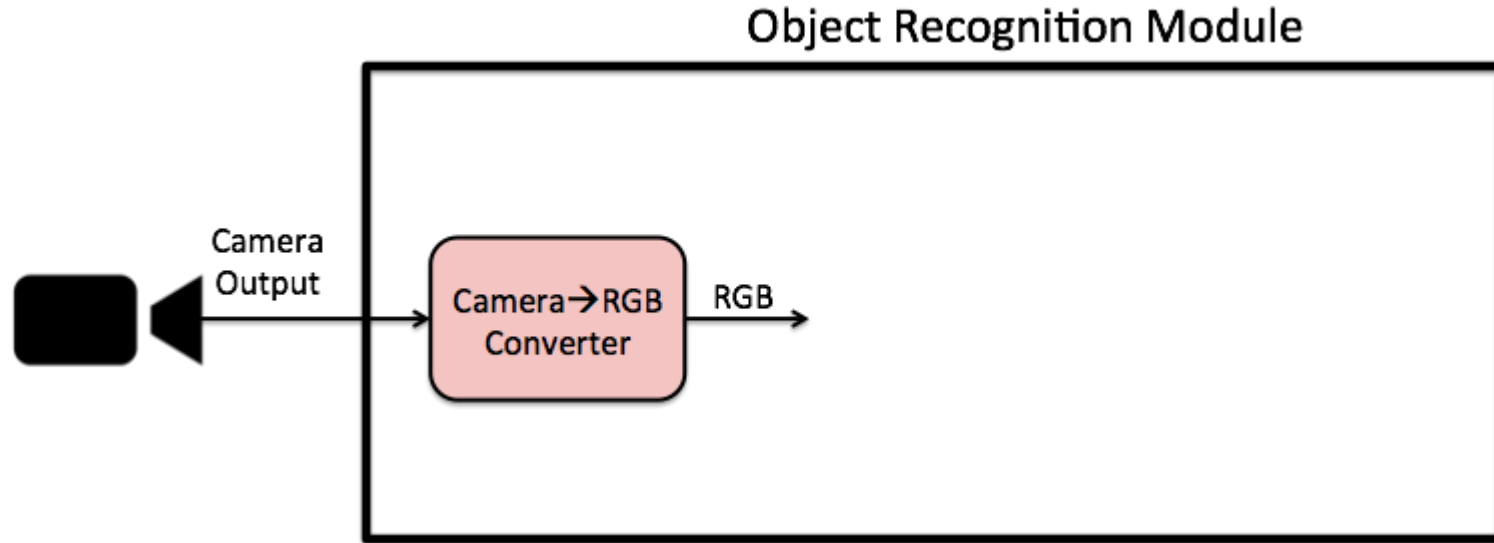 Object Recognition Module
Camera
Output
Camera→RGB
Converter
RGB